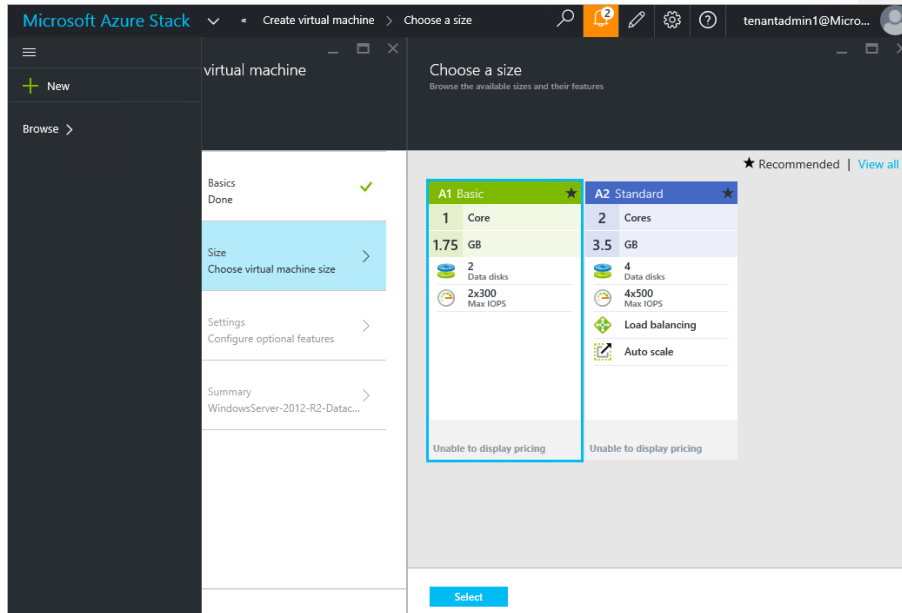 Microsoft Azure Stack
« Create virtual machine > Choose a size
2
tenantadmin1@Micro...
New
Browse >
virtual machine
Basics
Done
Size
Choose virtual machine size
Settings
Configure optional features
Summary
WindowsServer-2012-R2-Datac...
Choose a size
Browse the available sizes and their features
★ Recommended | View all
A1 Basic ★
1 Core
1.75 GB
2
Data disks
2x300
Max IOPS
Unable to display pricing
A2 Standard ★
2 Cores
3.5 GB
4
Data disks
4x500
Max IOPS
Load balancing
Auto scale
Unable to display pricing
Select